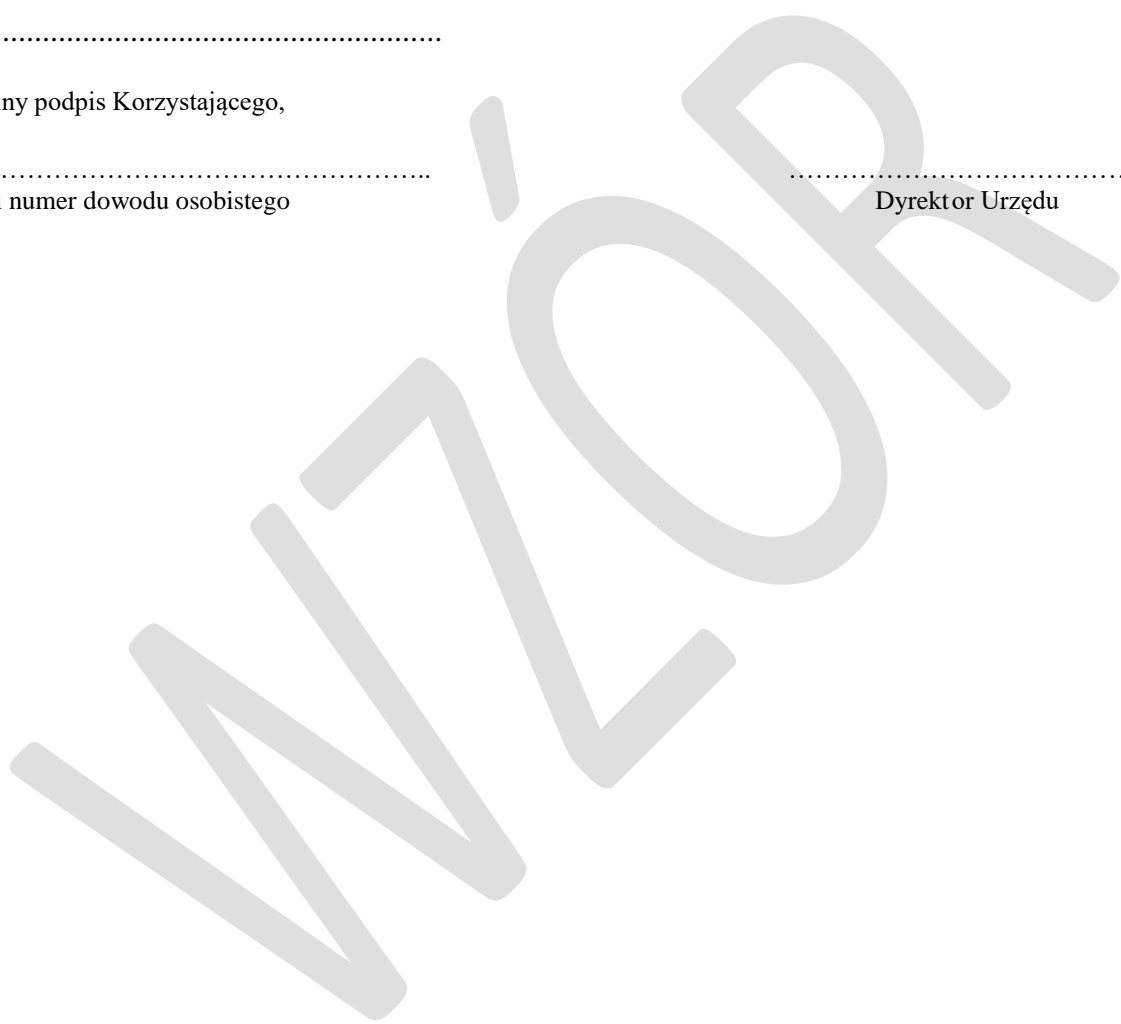 ……………………………………………….
ny podpis Korzystającego,
…………………………………………….. …………………………………
i numer dowodu osobistego Dyrektor Urzędu
WZÓR